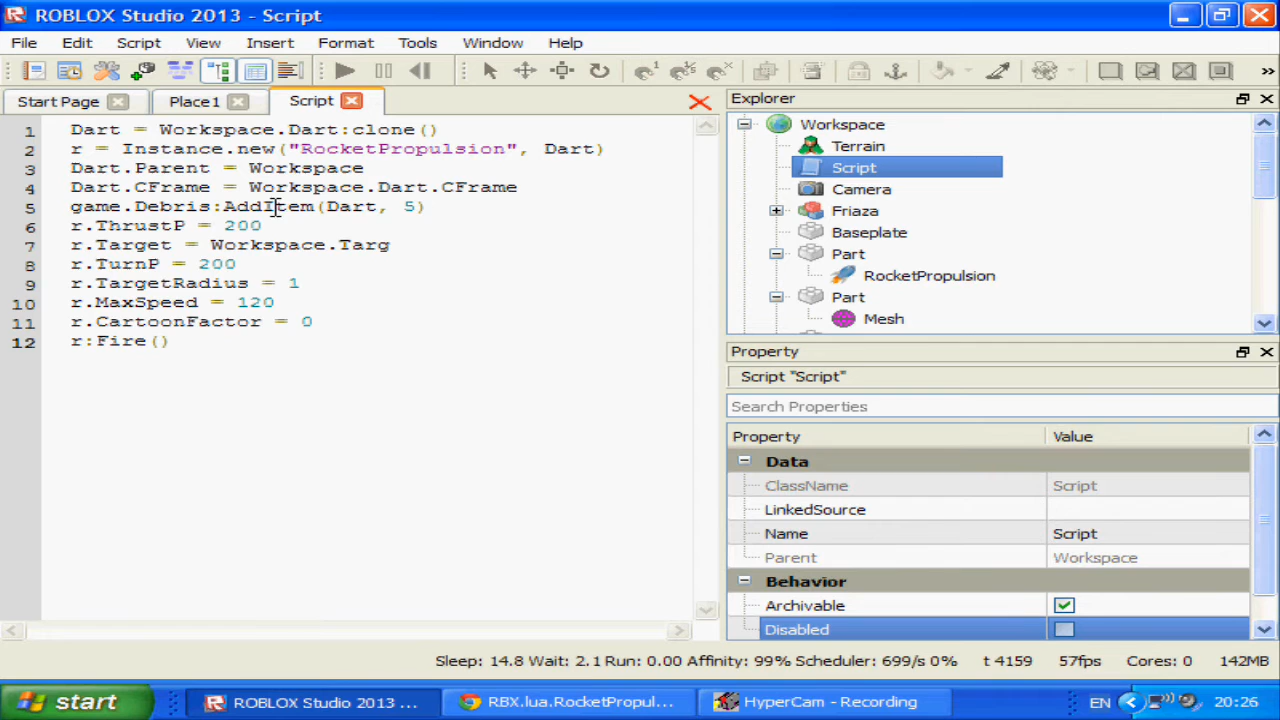 ROBLOX Studio 2013 - Script
File Edit Script View Insert Format Tools Window Help
Start Page Place1 Script
1 Dart = Workspace.Dart:clone()
2 r = Instance.new("RocketPropulsion", Dart)
3 Dart.Parent = Workspace
4 Dart.CFrame = Workspace.Dart.CFrame
5 game.Debris:AddItem(Dart, 5)
6 r.ThrustP = 200
7 r.Target = Workspace.Targ
8 r.TurnP = 200
9 r.TargetRadius = 1
10 r.MaxSpeed = 120
11 r.CartoonFactor = 0
12 r:Fire()
Explorer
Workspace
Terrain
Script
Camera
Friaza
Baseplate
Part
RocketPropulsion
Part
Mesh
Property
Script "Script"
Search Properties
Property Value
Data
ClassName Script
LinkedSource
Name Script
Parent Workspace
Behavior
Archivable
Disabled
Sleep: 14.8 Wait: 2.1 Run: 0.00 Affinity: 99% Scheduler: 699/s 0% t 4159 57fps Cores: 0 142MB
start ROBLOX Studio 2013 ... RBX.lua.RocketPropul... HyperCam - Recording EN 20:26